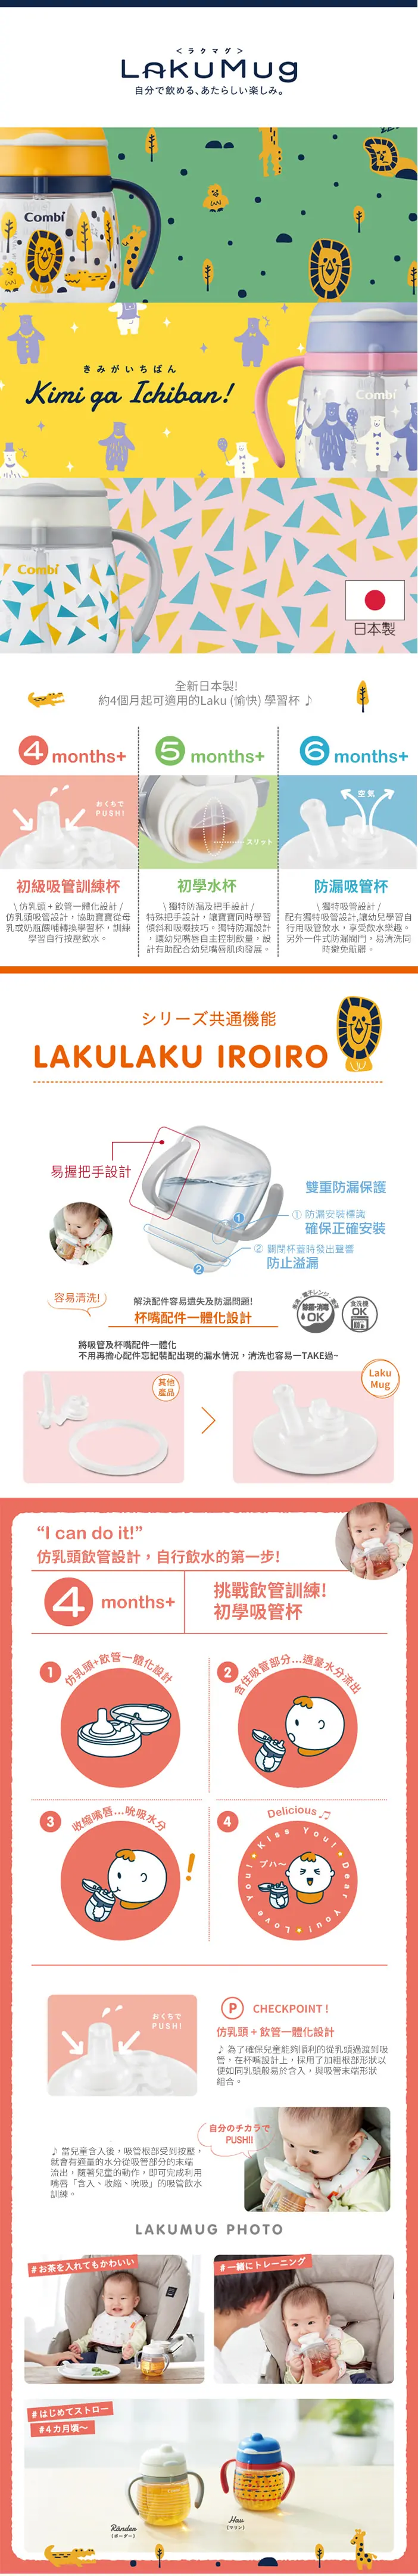 ＜ラクマグ＞
LAKUMUG
自分で飲める、あたらしい楽しみ。
Combi
きみがいちばん
Kimi ga Ichiban!
Combi
Combi
日本製
全新日本製!
約4個月起可適用的Laku (愉快) 學習杯 ♪
4 months+
おくちで
PUSH!
初級吸管訓練杯
\ 仿乳頭 + 飲管一體化設計 /
仿乳頭吸管設計，協助寶寶從母
乳或奶瓶餵哺轉換學習杯，訓練
學習自行按壓飲水。
5 months+
スリット
初學水杯
\ 獨特防漏及把手設計 /
特殊把手設計，讓寶寶同時學習
傾斜和吸啜技巧。獨特防漏設計
，讓幼兒嘴唇自主控制飲量，設
計有助配合幼兒嘴唇肌肉發展。
6 months+
空気
防漏吸管杯
\ 獨特吸管設計 /
配有獨特吸管設計,讓幼兒學習自
行用吸管飲水，享受飲水樂趣。
另外一件式防漏閥門，易清洗同
時避免骯髒。
シリーズ共通機能
LAKULAKU IROIRO
易握把手設計
雙重防漏保護
① 防漏安裝標識
確保正確安裝
② 關閉杯蓋時發出聲響
防止溢漏
①
②
容易清洗!
解決配件容易遺失及防漏問題!
杯嘴配件一體化設計
煮沸・電子レンジ・薬液
除菌・消毒
OK
食洗機
OK
將吸管及杯嘴配件一體化
不用再擔心配件忘記裝配出現的漏水情況，清洗也容易一TAKE過~
其他
產品
Laku
Mug
“I can do it!”
仿乳頭飲管設計，自行飲水的第一步!
4 months+
挑戰飲管訓練!
初學吸管杯
1 仿乳頭+飲管一體化設計
2 含住吸管部分...適量水分流出
3 收縮嘴唇...吮吸水分
!
4 Delicious ♫
Kiss You! ★ Dear You! ★ Love You! ★
プハ〜
おくちで
PUSH!
P CHECKPOINT !
仿乳頭 + 飲管一體化設計
♪ 為了確保兒童能夠順利的從乳頭過渡到吸
管，在杯嘴設計上，採用了加粗根部形狀以
便如同乳頭般易於含入，與吸管末端形狀
組合。
自分のチカラで
PUSH!!
♪ 當兒童含入後，吸管根部受到按壓，
就會有適量的水分從吸管部分的末端
流出，隨著兒童的動作，即可完成利用
嘴唇「含入、收縮、吮吸」的吸管飲水
訓練。
LAKUMUG PHOTO
#お茶を入れてもかわいい
#一緒にトレーニング
#はじめてストロー
#4カ月頃〜
Ränder
(ボーダー)
Hav
(マリン)